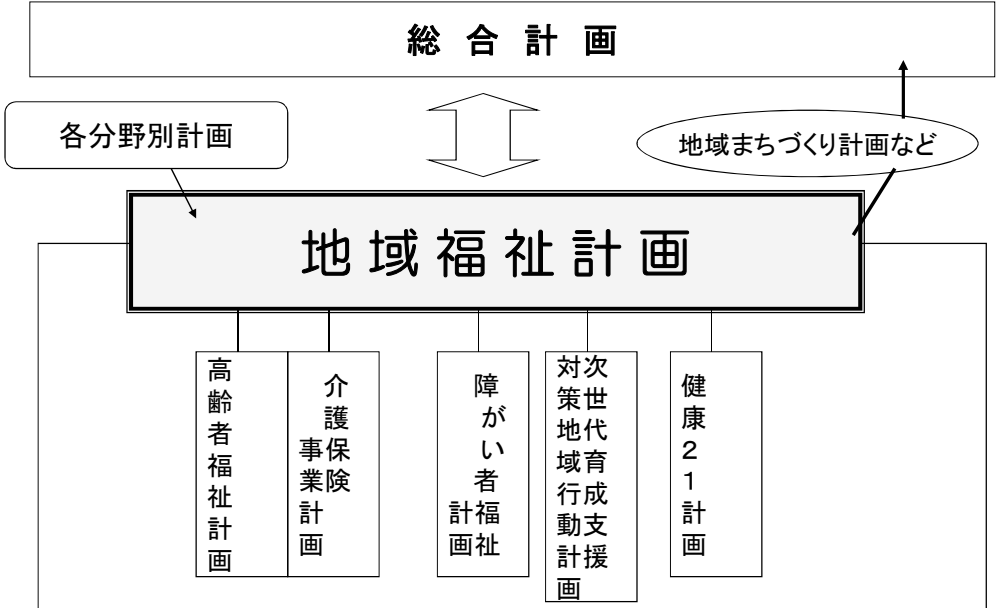 総合計画
各分野別計画
地域まちづくり計画など
地域福祉計画
高齢者福祉計画
介護保険
事業計画
障がい者福祉
計画
次世代育成支援
対策地域行動計画
健康２１計画